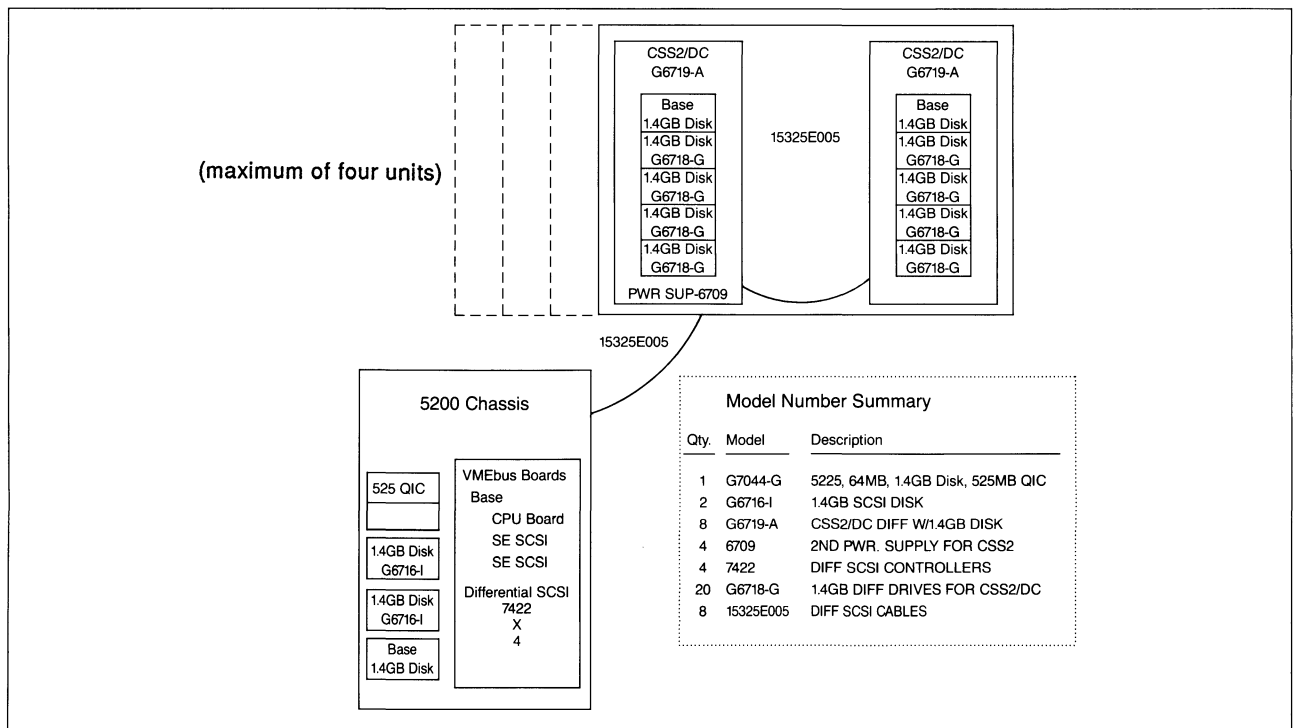 (maximum of four units)
CSS2/DC
G6719-A
Base
1.4GB Disk
1.4GB Disk
G6718-G
1.4GB Disk
G6718-G
1.4GB Disk
G6718-G
1.4GB Disk
G6718-G
PWR SUP-6709
15325E005
CSS2/DC
G6719-A
Base
1.4GB Disk
1.4GB Disk
G6718-G
1.4GB Disk
G6718-G
1.4GB Disk
G6718-G
1.4GB Disk
G6718-G
15325E005
5200 Chassis
525 QIC
1.4GB Disk
G6716-I
1.4GB Disk
G6716-I
Base
1.4GB Disk
VMEbus Boards
Base
CPU Board
SE SCSI
SE SCSI
Differential SCSI
7422
X
4
Model Number Summary
Qty. Model Description
1 G7044-G 5225, 64MB, 1.4GB Disk, 525MB QIC
2 G6716-I 1.4GB SCSI DISK
8 G6719-A CSS2/DC DIFF W/1.4GB DISK
4 6709 2ND PWR. SUPPLY FOR CSS2
4 7422 DIFF SCSI CONTROLLERS
20 G6718-G 1.4GB DIFF DRIVES FOR CSS2/DC
8 15325E005 DIFF SCSI CABLES